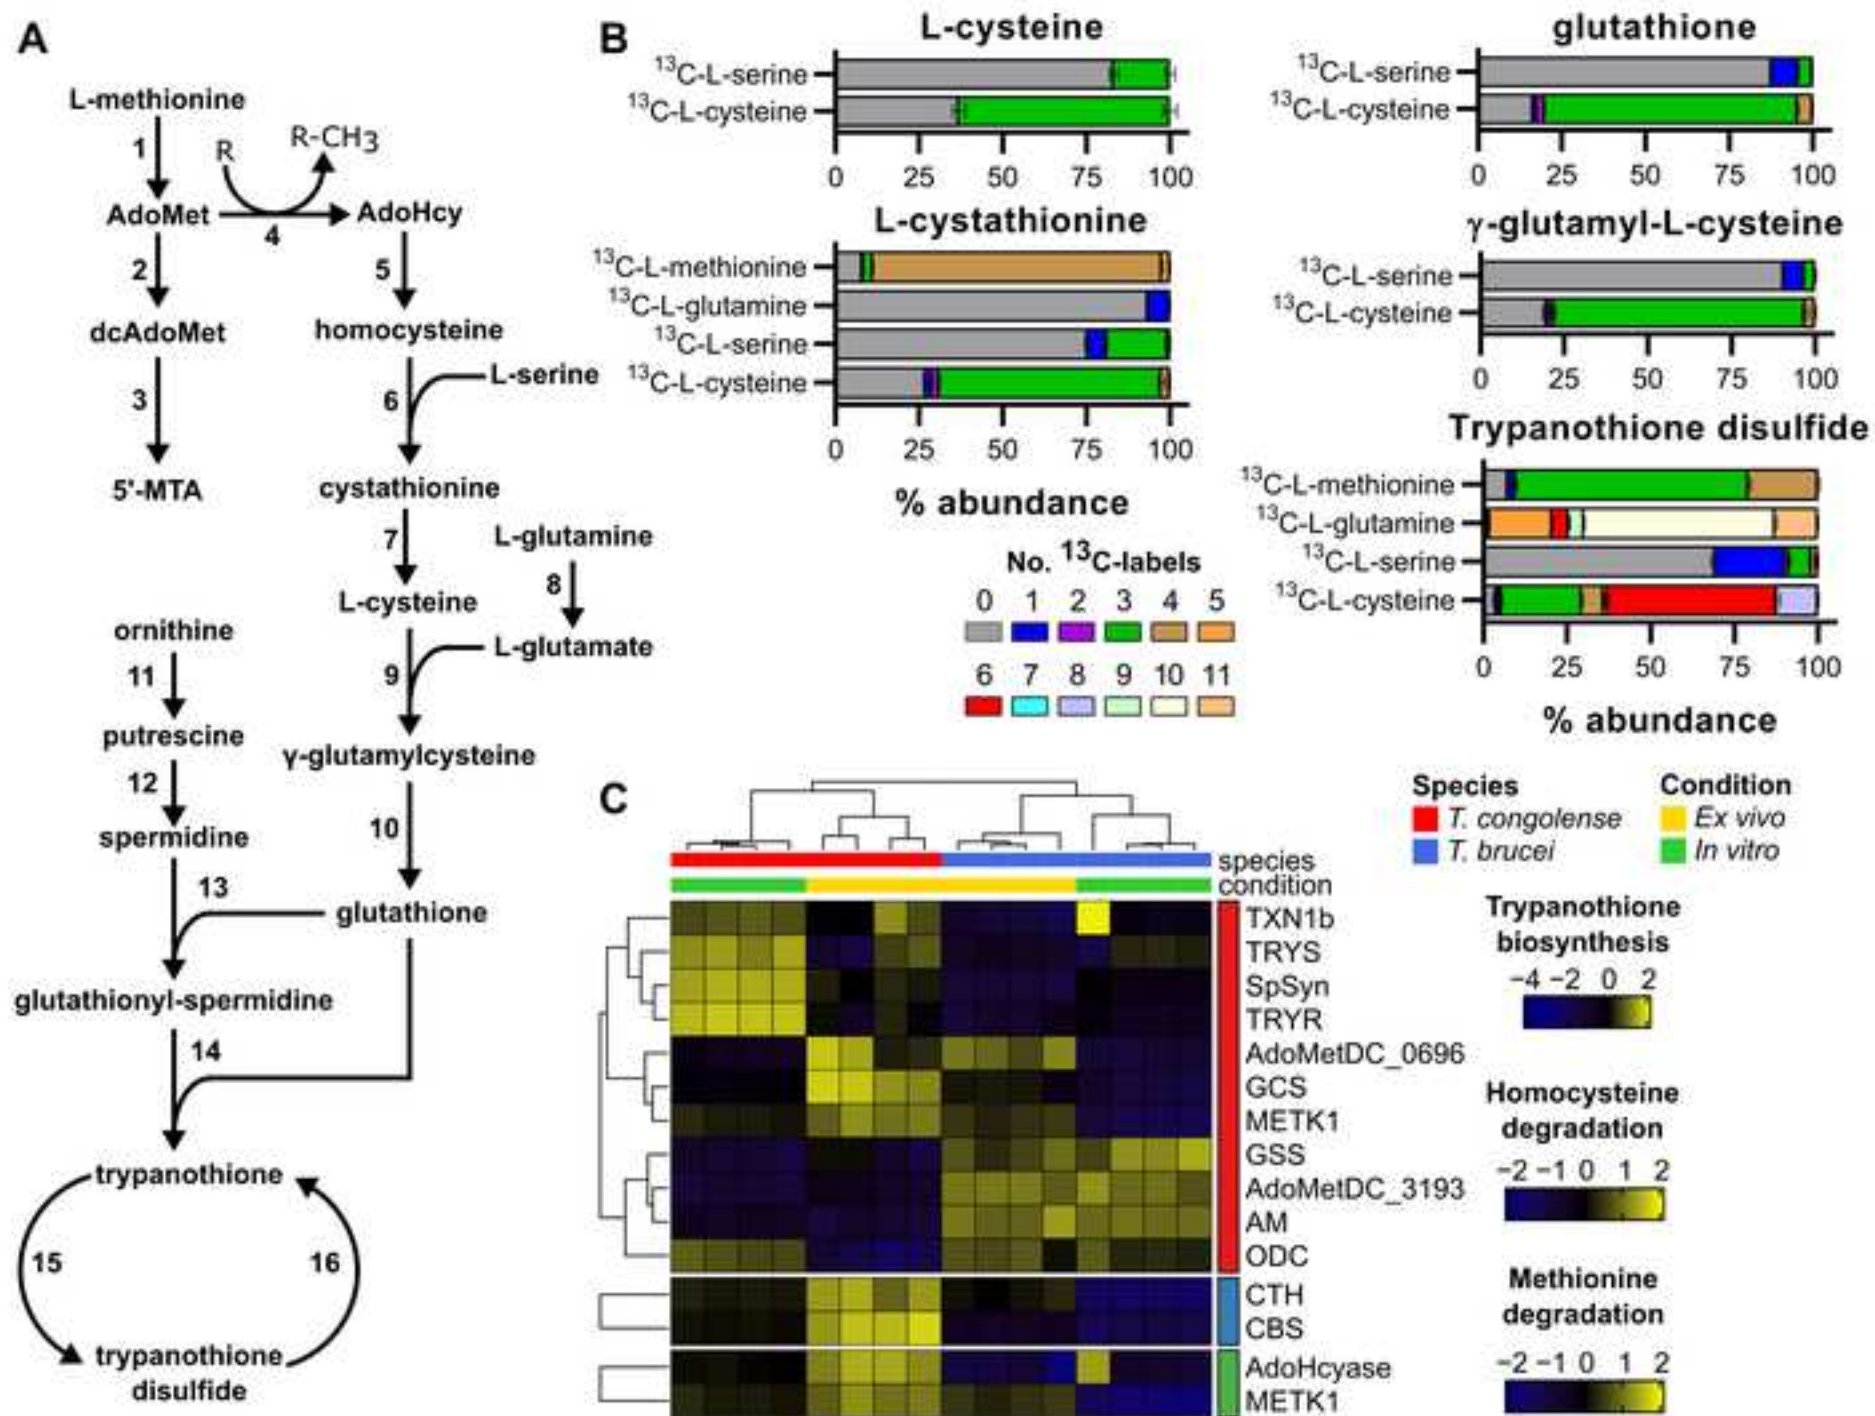 A
L-methionine
1
R
R-CH3
AdoMet
4
AdoHcy
2
5
dcAdoMet
homocysteine
L-serine
3
6
5'-MTA
cystathionine
7
L-glutamine
8
L-cysteine
ornithine
L-glutamate
11
9
putrescine
γ-glutamylcysteine
12
spermidine
10
13
glutathione
glutathionyl-spermidine
14
trypanothione
15
16
trypanothione
disulfide
B
L-cysteine
13C-L-serine
13C-L-cysteine
0 25 50 75 100
L-cystathionine
13C-L-methionine
13C-L-glutamine
13C-L-serine
13C-L-cysteine
0 25 50 75 100
% abundance
No. 13C-labels
0 1 2 3 4 5
6 7 8 9 10 11
glutathione
13C-L-serine
13C-L-cysteine
0 25 50 75 100
γ-glutamyl-L-cysteine
13C-L-serine
13C-L-cysteine
0 25 50 75 100
Trypanothione disulfide
13C-L-methionine
13C-L-glutamine
13C-L-serine
13C-L-cysteine
0 25 50 75 100
% abundance
C
species
condition
TXN1b
TRYS
SpSyn
TRYR
AdoMetDC_0696
GCS
METK1
GSS
AdoMetDC_3193
AM
ODC
CTH
CBS
AdoHcyase
METK1
Species
T. congolense
T. brucei
Condition
Ex vivo
In vitro
Trypanothione
biosynthesis
−4 −2 0 2
Homocysteine
degradation
−2 −1 0 1 2
Methionine
degradation
−2 −1 0 1 2